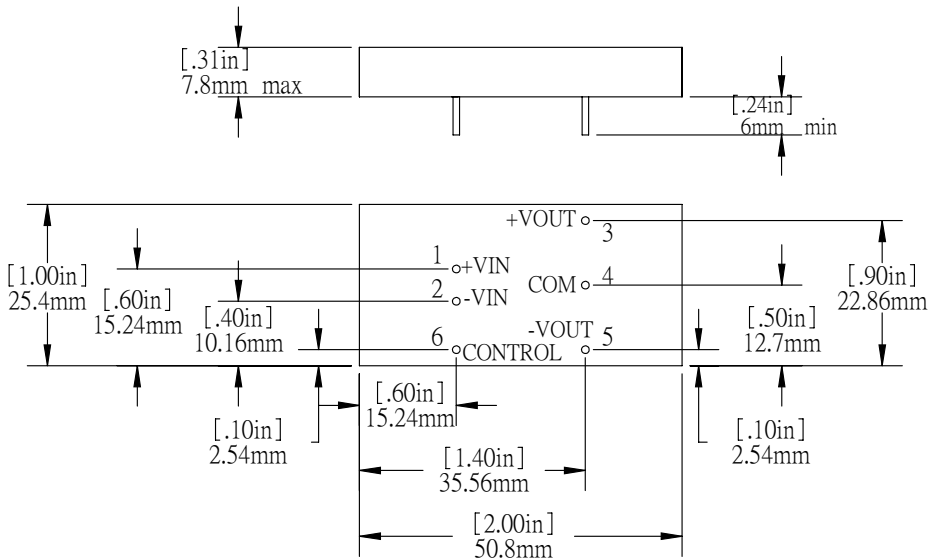 [.31in]
7.8mm max
[.24in]
6mm min
+VOUT
3
1
+VIN
[1.00in]
25.4mm
[.60in]
15.24mm
2
-VIN
COM
4
[.90in]
22.86mm
[.40in]
10.16mm
6
CONTROL
-VOUT
5
[.50in]
12.7mm
[.60in]
15.24mm
[.10in]
2.54mm
[.10in]
2.54mm
[1.40in]
35.56mm
[2.00in]
50.8mm